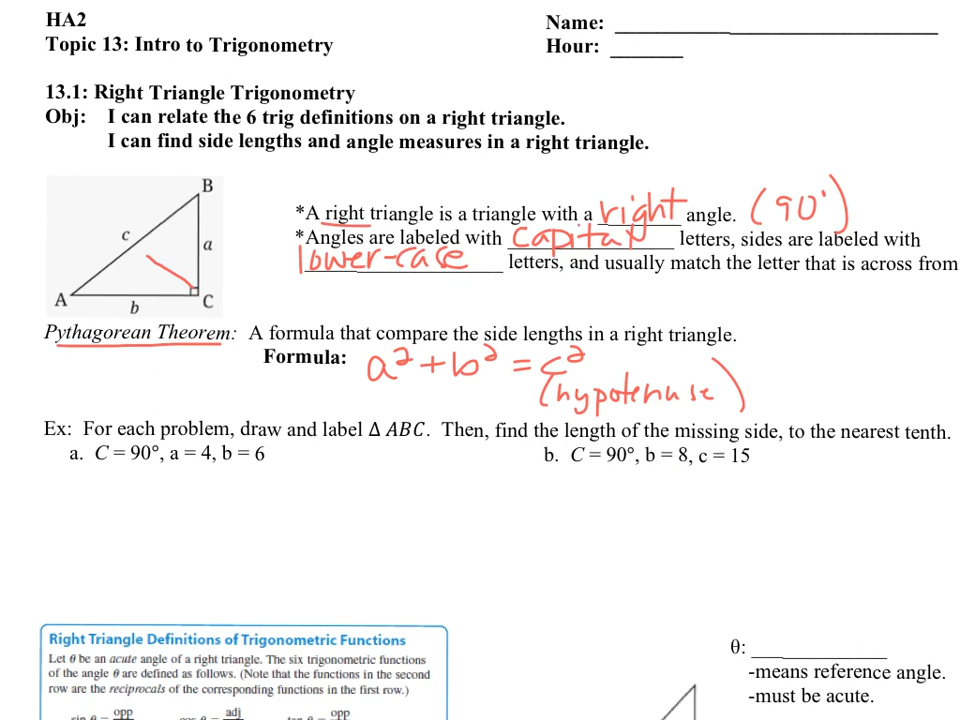 HA2
Name: ____________
Topic 13: Intro to Trigonometry
Hour: _______
13.1: Right Triangle Trigonometry
Obj: I can relate the 6 trig definitions on a right triangle.
I can find side lengths and angle measures in a right triangle.
B
c
a
A
b
C
*A right triangle is a triangle with a right angle. (90°)
*Angles are labeled with capital letters, sides are labeled with
lower-case letters, and usually match the letter that is across from
Pythagorean Theorem: A formula that compare the side lengths in a right triangle.
Formula: a² + b² = c²
(hypotenuse)
Ex: For each problem, draw and label Δ ABC. Then, find the length of the missing side, to the nearest tenth.
a. C = 90°, a = 4, b = 6
b. C = 90°, b = 8, c = 15
Right Triangle Definitions of Trigonometric Functions
Let θ be an acute angle of a right triangle. The six trigonometric functions
of the angle θ are defined as follows. (Note that the functions in the second
row are the reciprocals of the corresponding functions in the first row.)
opp adj opp
θ: ____________
-means reference angle.
-must be acute.